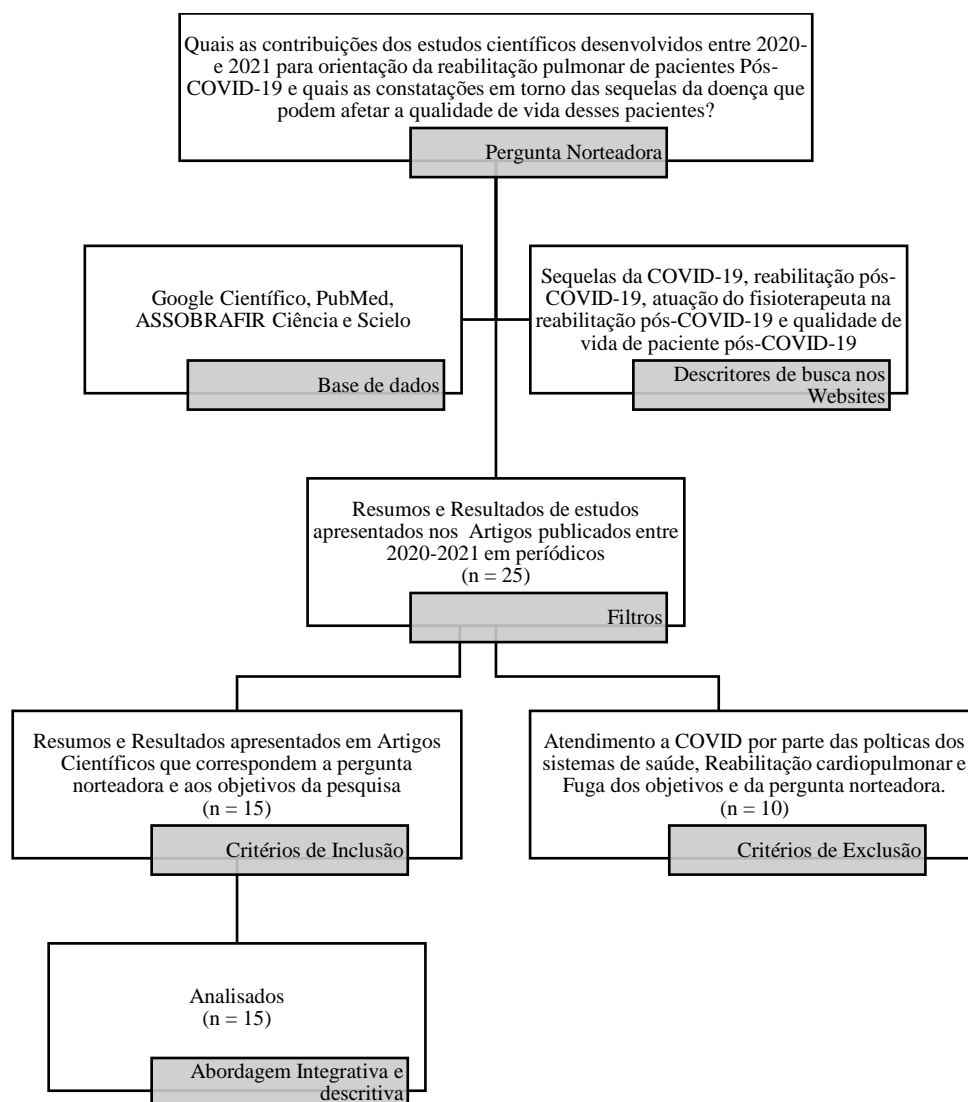 Quais as contribuições dos estudos científicos desenvolvidos entre 2020-
e 2021 para orientação da reabilitação pulmonar de pacientes Pós-
COVID-19 e quais as constatações em torno das sequelas da doença que
podem afetar a qualidade de vida desses pacientes?
Pergunta Norteadora
Google Científico, PubMed,
ASSOBRAFIR Ciência e Scielo
Base de dados
Sequelas da COVID-19, reabilitação pós-
COVID-19, atuação do fisioterapeuta na
reabilitação pós-COVID-19 e qualidade de
vida de paciente pós-COVID-19
Descritores de busca nos
Websites
Resumos e Resultados de estudos
apresentados nos Artigos publicados entre
2020-2021 em períódicos
(n = 25)
Filtros
Resumos e Resultados apresentados em Artigos
Científicos que correspondem a pergunta
norteadora e aos objetivos da pesquisa
(n = 15)
Critérios de Inclusão
Atendimento a COVID por parte das polticas dos
sistemas de saúde, Reabilitação cardiopulmonar e
Fuga dos objetivos e da pergunta norteadora.
(n = 10)
Critérios de Exclusão
Analisados
(n = 15)
Abordagem Integrativa e
descritiva